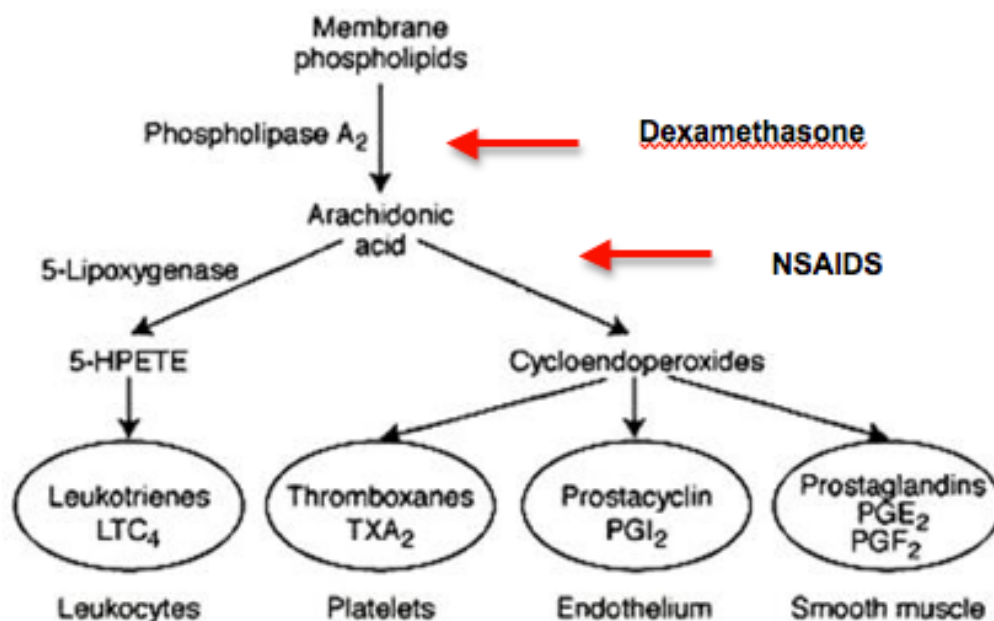 Membrane
phospholipids
Phospholipase A₂
Dexamethasone
Arachidonic
acid
5-Lipoxygenase
NSAIDS
5-HPETE
Cycloendoperoxides
Leukotrienes
LTC₄
Thromboxanes
TXA₂
Prostacyclin
PGI₂
Prostaglandins
PGE₂
PGF₂
Leukocytes
Platelets
Endothelium
Smooth muscle